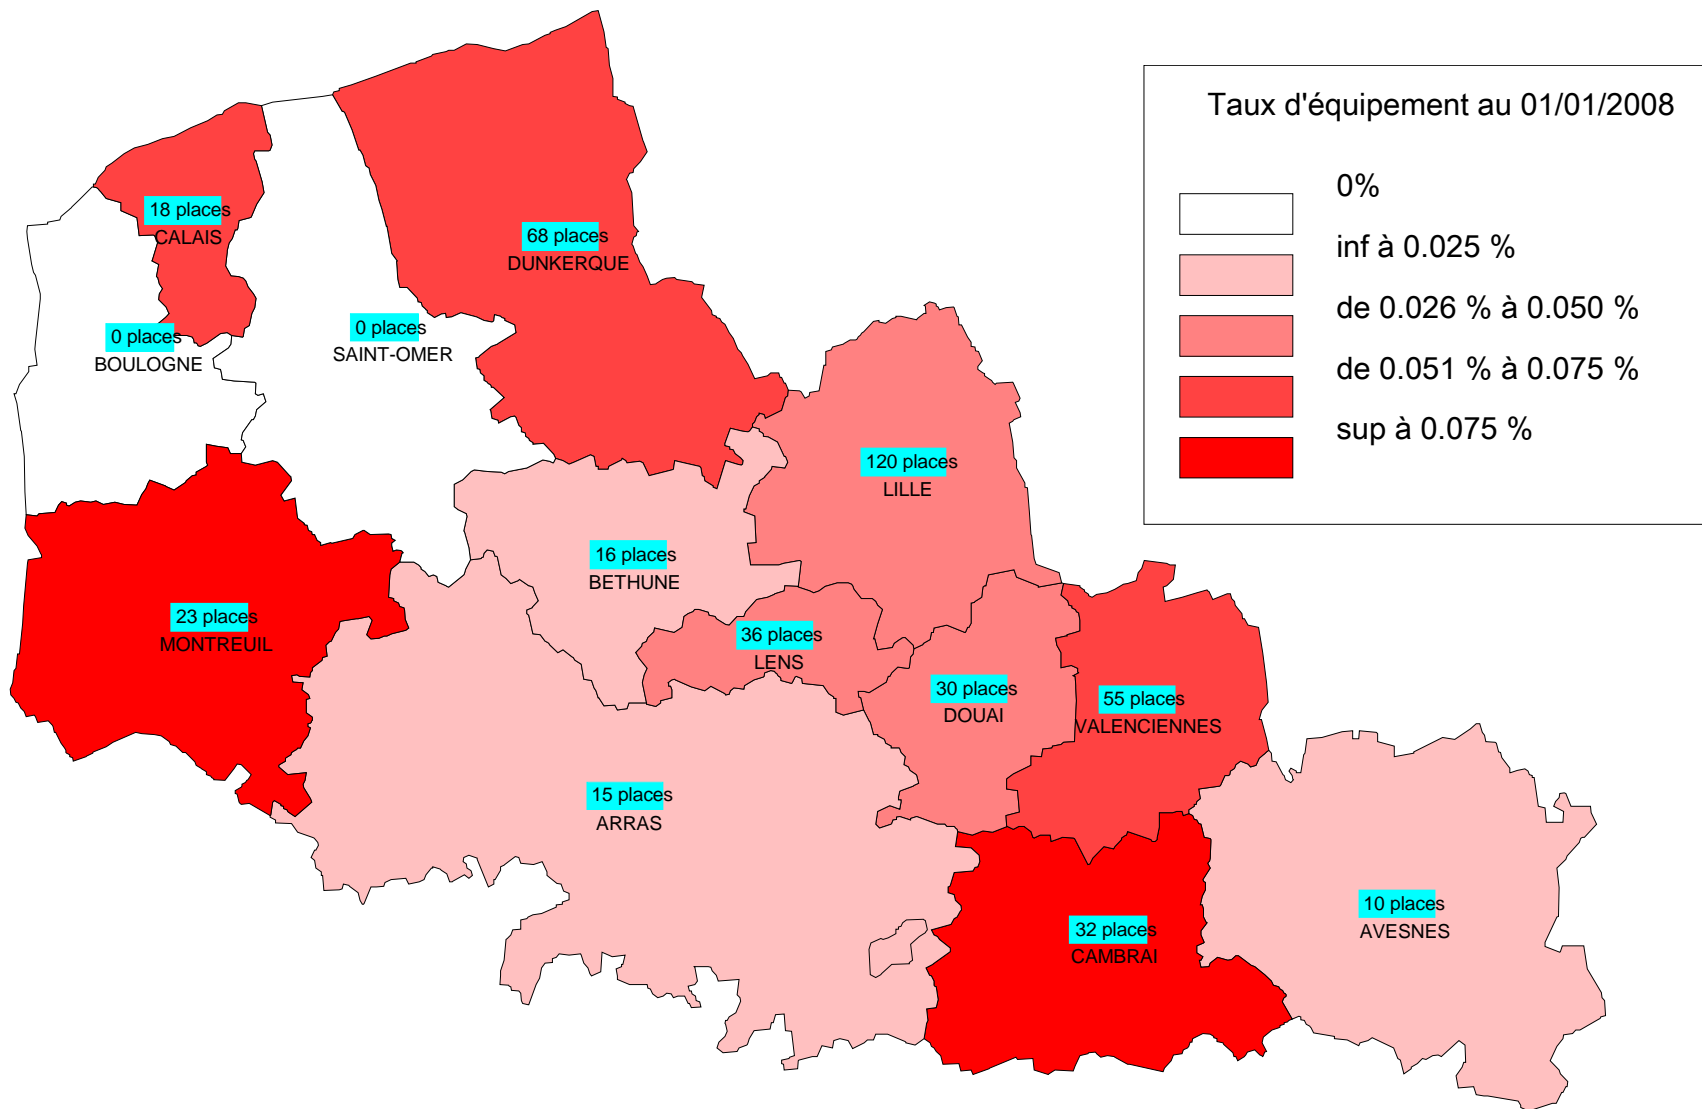 Taux d'équipement au 01/01/2008
0%
inf à 0.025 %
de 0.026 % à 0.050 %
de 0.051 % à 0.075 %
sup à 0.075 %
18 places
CALAIS
68 places
DUNKERQUE
0 places
BOULOGNE
0 places
SAINT-OMER
120 places
LILLE
16 places
BETHUNE
23 places
MONTREUIL
36 places
LENS
30 places
DOUAI
55 places
VALENCIENNES
15 places
ARRAS
32 places
CAMBRAI
10 places
AVESNES